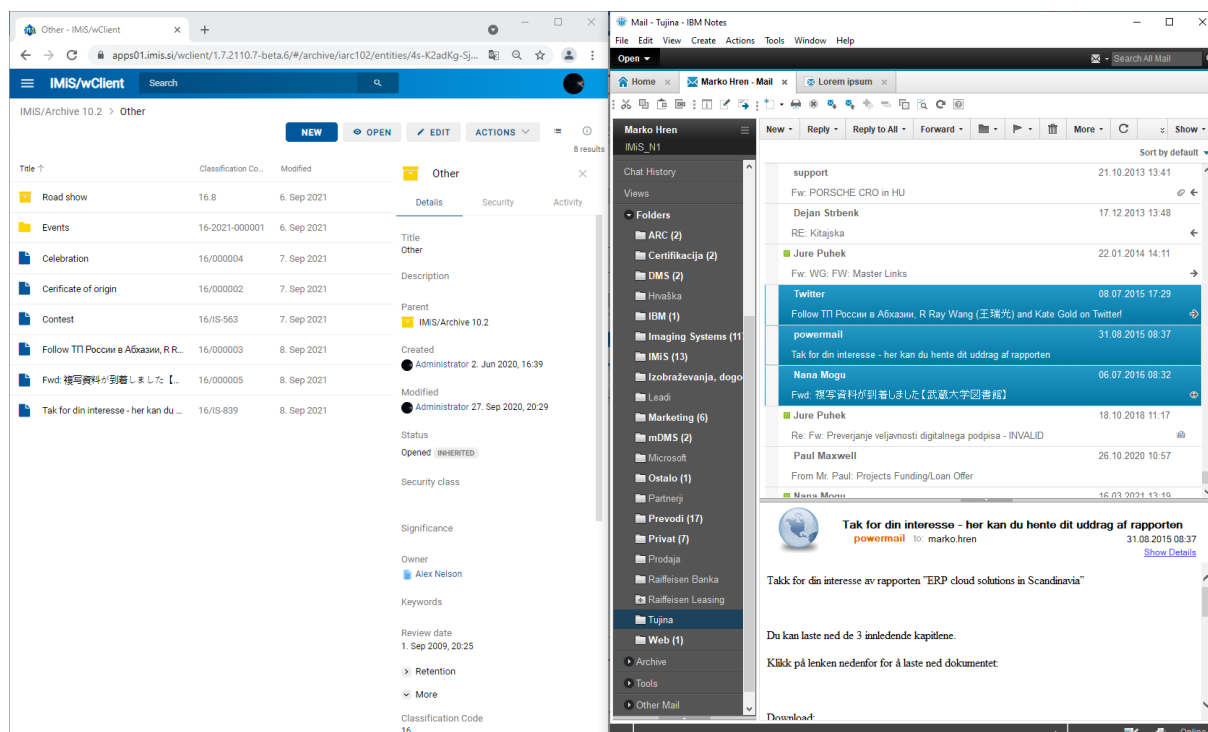 Other - IMiS/wClient
apps01.imis.si/wclient/1.7.2110.7-beta.6/#/archive/iarc102/entities/4s-K2adKg-Sj...
IMiS/wClient
Search
IMiS/Archive 10.2 > Other
NEW
OPEN
EDIT
ACTIONS
8 results
Title
Classification Co...
Modified
Road show 16.8 6. Sep 2021
Events 16-2021-000001 6. Sep 2021
Celebration 16/000004 7. Sep 2021
Cerificate of origin 16/000002 7. Sep 2021
Contest 16/IS-563 7. Sep 2021
Follow ТП России в Абхазии, R R... 16/000003 8. Sep 2021
Fwd: 複写資料が到着しました【... 16/000005 8. Sep 2021
Tak for din interesse - her kan du ... 16/IS-839 8. Sep 2021
Other
Details
Security
Activity
Title
Other
Description
Parent
IMiS/Archive 10.2
Created
Administrator 2. Jun 2020, 16:39
Modified
Administrator 27. Sep 2020, 20:29
Status
Opened INHERITED
Security class
Significance
Owner
Alex Nelson
Keywords
Review date
1. Sep 2009, 20:25
Retention
More
Classification Code
16
Mail - Tujina - IBM Notes
File Edit View Create Actions Tools Window Help
Open
Search All Mail
Home
Marko Hren - Mail
Lorem ipsum
Marko Hren
IMiS_N1
New Reply Reply to All Forward More Show
Sort by default
Chat History
Views
Folders
ARC (2)
Certifikacija (2)
DMS (2)
Hrvaška
IBM (1)
Imaging Systems (11
IMiS (13)
Izobraževanja, dogo
Leadi
Marketing (6)
mDMS (2)
Microsoft
Ostalo (1)
Partnerji
Prevodi (17)
Privat (7)
Prodaja
Raiffeisen Banka
Raiffeisen Leasing
Tujina
Web (1)
Archive
Tools
Other Mail
support 21.10.2013 13:41
Fw: PORSCHE CRO in HU
Dejan Strbenk 17.12.2013 13:48
RE: Kitajska
Jure Puhek 22.01.2014 14:11
Fw: WG: FW: Master Links
Twitter 08.07.2015 17:29
Follow ТП России в Абхазии, R Ray Wang (王瑞光) and Kate Gold on Twitter!
powermail 31.08.2015 08:37
Tak for din interesse - her kan du hente dit uddrag af rapporten
Nana Mogu 06.07.2016 08:32
Fwd: 複写資料が到着しました【武蔵大学図書館】
Jure Puhek 18.10.2018 11:17
Re: Fw: Preverjanje veljavnosti digitalnega podpisa - INVALID
Paul Maxwell 26.10.2020 10:57
From Mr. Paul: Projects Funding/Loan Offer
Nana Mogu 16.03.2021 13:19
Tak for din interesse - her kan du hente dit uddrag af rapporten
powermail to: marko.hren 31.08.2015 08:37
Show Details
Takk for din interesse av rapporten "ERP cloud solutions in Scandinavia"
Du kan laste ned de 3 innledende kapitlene.
Klikk på lenken nedenfor for å laste ned dokumentet:
Download:
Online